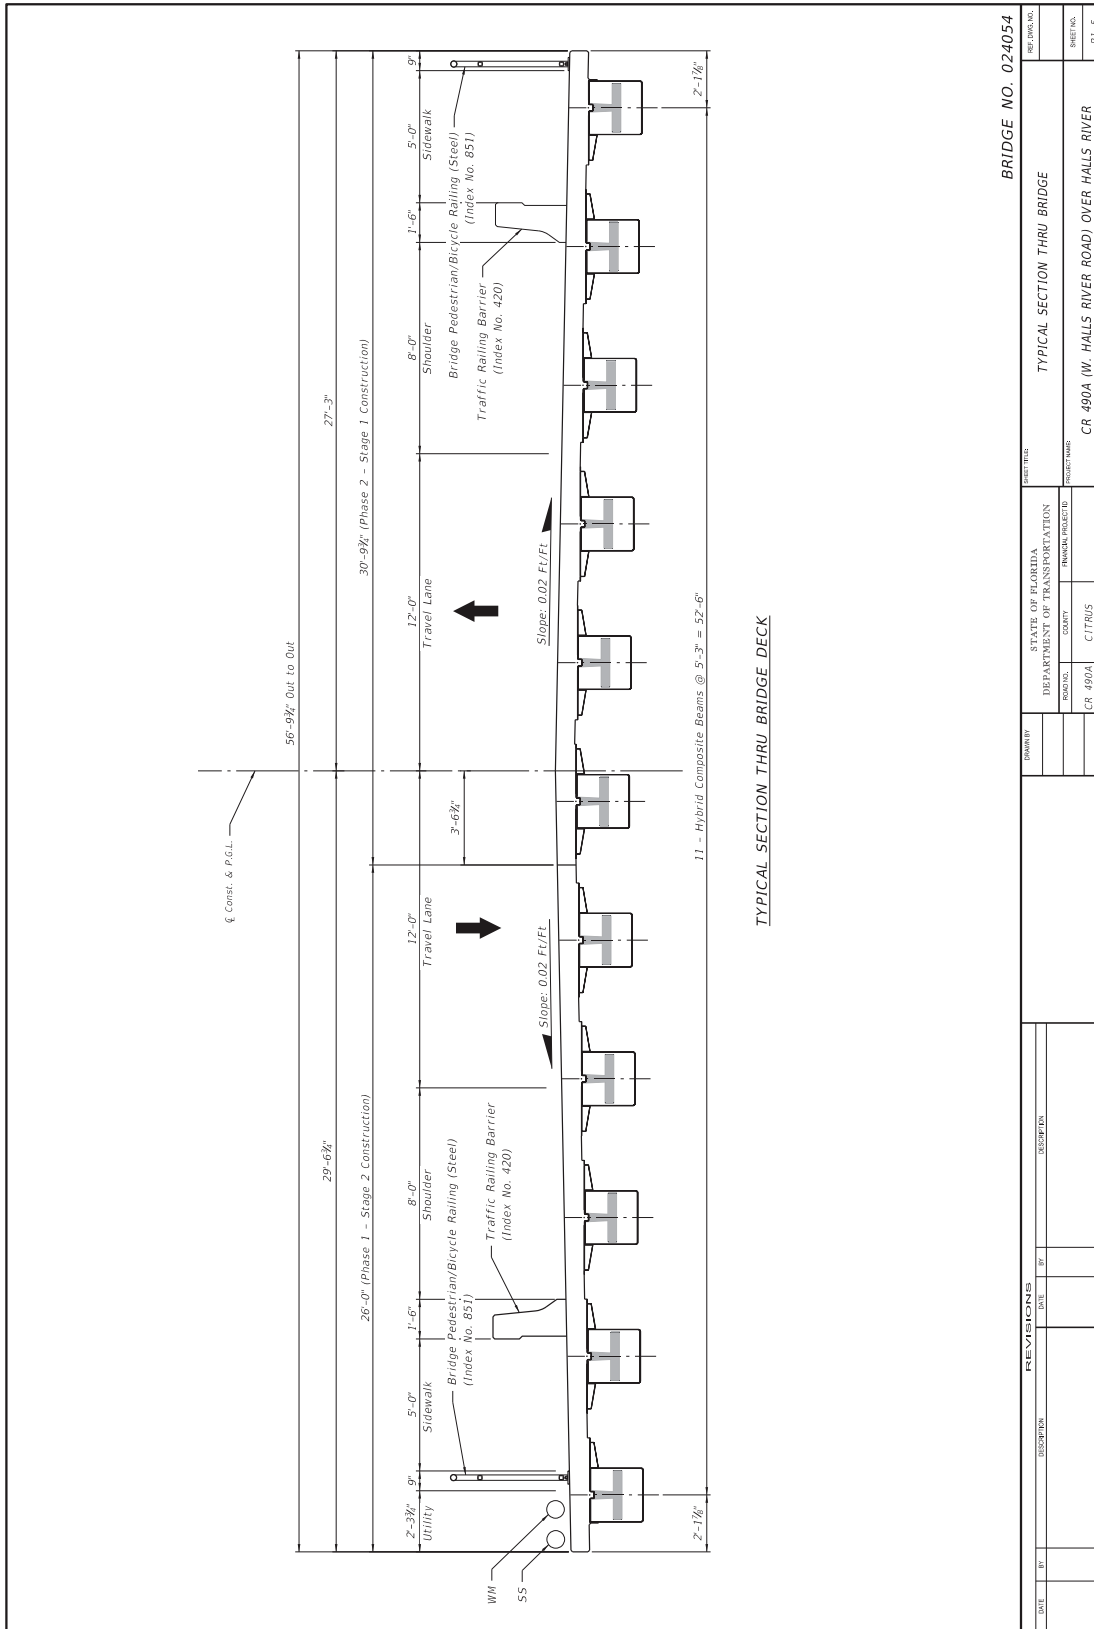 BRIDGE NO. 024054
56'-9¾" Out to Out
29'-6¾"
27'-3"
26'-0" (Phase 1 - Stage 2 Construction)
30'-9¾" (Phase 2 - Stage 1 Construction)
℄ Const. & P.G.L.
2'-3¾"
Utility
9"
5'-0"
Sidewalk
1'-6"
8'-0"
Shoulder
12'-0"
Travel Lane
12'-0"
Travel Lane
8'-0"
Shoulder
1'-6"
5'-0"
Sidewalk
9"
3'-6¾"
Bridge Pedestrian/Bicycle Railing (Steel)
(Index No. 851)
Traffic Railing Barrier
(Index No. 420)
Bridge Pedestrian/Bicycle Railing (Steel)
(Index No. 851)
Traffic Railing Barrier
(Index No. 420)
WM
SS
Slope: 0.02 Ft/Ft
Slope: 0.02 Ft/Ft
2'-1⅞"
11 - Hybrid Composite Beams @ 5'-3" = 52'-6"
2'-1⅞"
TYPICAL SECTION THRU BRIDGE DECK
REVISIONS
DATE
BY
DESCRIPTION
DATE
BY
DESCRIPTION
DRAWN BY
STATE OF FLORIDA
DEPARTMENT OF TRANSPORTATION
ROAD NO.
COUNTY
FINANCIAL PROJECT ID
CR 490A
CITRUS
SHEET TITLE:
TYPICAL SECTION THRU BRIDGE
PROJECT NAME:
CR 490A (W. HALLS RIVER ROAD) OVER HALLS RIVER
REF. DWG. NO.
SHEET NO.